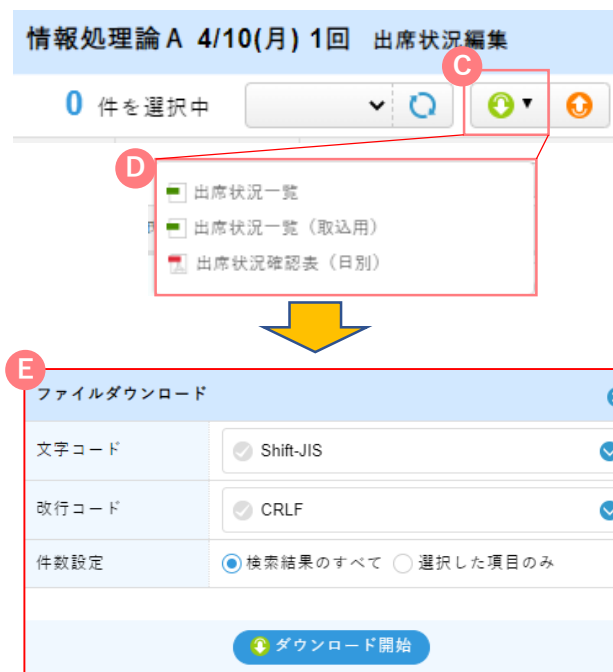 情報処理論A 4/10(月) 1回 出席状況編集
C
0 件を選択中
D
出席状況一覧
出席状況一覧(取込用)
出席状況確認表(日別)
E
ファイルダウンロード
文字コード Shift-JIS
改行コード CRLF
件数設定 検索結果のすべて 選択した項目のみ
ダウンロード開始